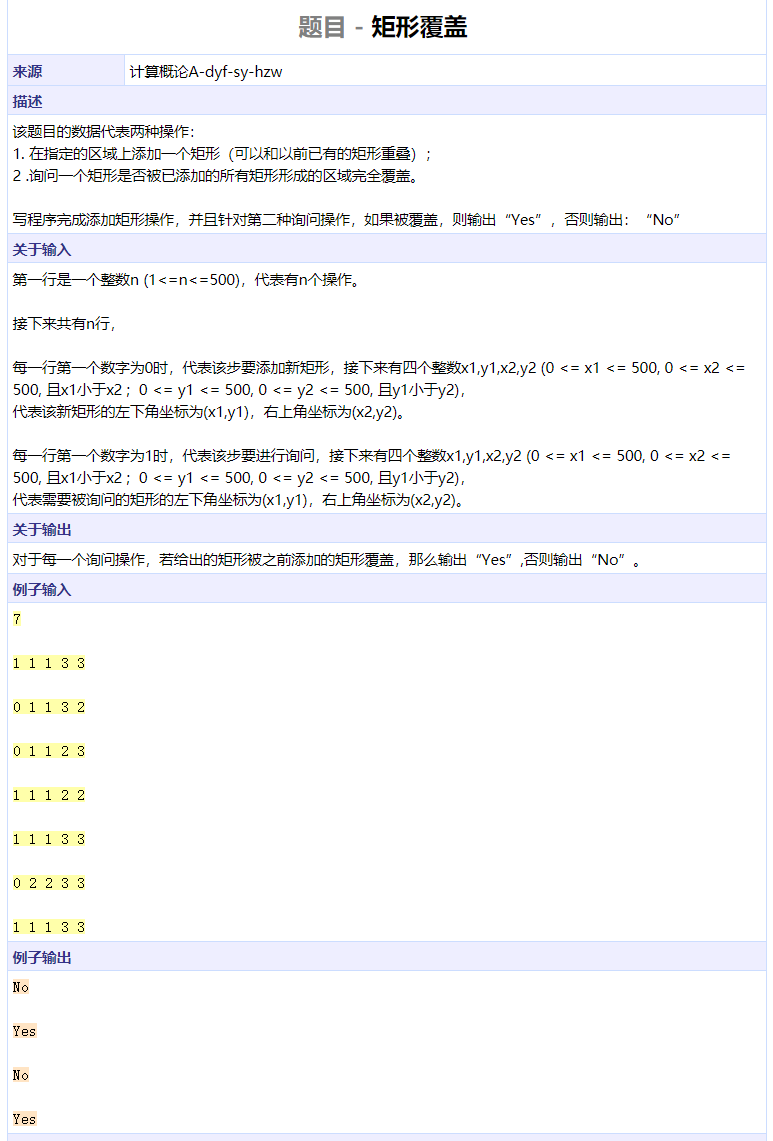 题目 - 矩形覆盖
来源 计算概论A-dyf-sy-hzw
描述
该题目的数据代表两种操作：
1. 在指定的区域上添加一个矩形（可以和以前已有的矩形重叠）；
2 .询问一个矩形是否被已添加的所有矩形形成的区域完全覆盖。
写程序完成添加矩形操作，并且针对第二种询问操作，如果被覆盖，则输出“Yes”，否则输出：“No”
关于输入
第一行是一个整数n (1<=n<=500)，代表有n个操作。
接下来共有n行，
每一行第一个数字为0时，代表该步要添加新矩形，接下来有四个整数x1,y1,x2,y2 (0 <= x1 <= 500, 0 <= x2 <=
500, 且x1小于x2 ；0 <= y1 <= 500, 0 <= y2 <= 500, 且y1小于y2)，
代表该新矩形的左下角坐标为(x1,y1)，右上角坐标为(x2,y2)。
每一行第一个数字为1时，代表该步要进行询问，接下来有四个整数x1,y1,x2,y2 (0 <= x1 <= 500, 0 <= x2 <=
500, 且x1小于x2 ；0 <= y1 <= 500, 0 <= y2 <= 500, 且y1小于y2)，
代表需要被询问的矩形的左下角坐标为(x1,y1)，右上角坐标为(x2,y2)。
关于输出
对于每一个询问操作，若给出的矩形被之前添加的矩形覆盖，那么输出“Yes”,否则输出“No”。
例子输入
7
1 1 1 3 3
0 1 1 3 2
0 1 1 2 3
1 1 1 2 2
1 1 1 3 3
0 2 2 3 3
1 1 1 3 3
例子输出
No
Yes
No
Yes